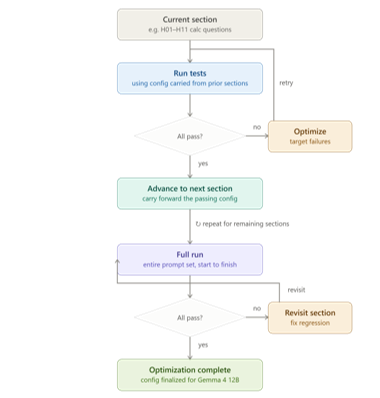 Current section
e.g. H01–H11 calc questions
Run tests
using config carried from prior sections
retry
All pass?
no
Optimize
target failures
yes
Advance to next section
carry forward the passing config
↻ repeat for remaining sections
Full run
entire prompt set, start to finish
revisit
All pass?
no
Revisit section
fix regression
yes
Optimization complete
config finalized for Gemma 4 12B